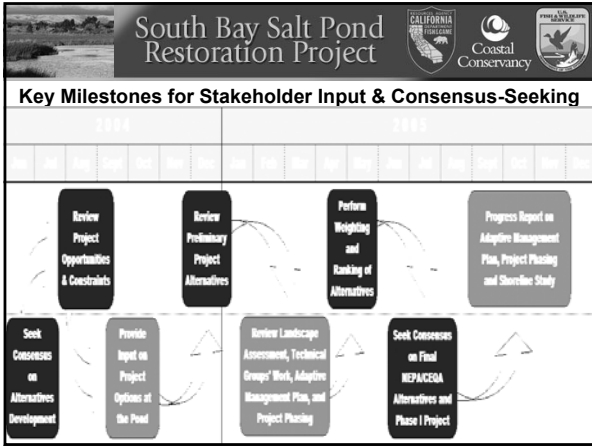 South Bay Salt Pond
Restoration Project
CALIFORNIA
FISH & GAME
Coastal
Conservancy
U.S.
FISH & WILDLIFE
SERVICE
Key Milestones for Stakeholder Input & Consensus-Seeking
2004
2005
Jun Jul Aug Sept Oct Nov Dec Jan Feb Mar Apr May Jun Jul Aug Sept Oct Nov Dec
Review
Project
Opportunities
& Constraints
Review
Preliminary
Project
Alternatives
Perform
Weighting
and
Ranking of
Alternatives
Progress Report on
Adaptive Management
Plan, Project Phasing
and Shoreline Study
Seek
Consensus
on
Alternatives
Development
Provide
Input on
Project
Options at
the Pond
Review Landscape
Assessment, Technical
Groups' Work, Adaptive
Management Plan, and
Project Phasing
Seek Consensus
on Final
NEPA/CEQA
Alternatives and
Phase I Project